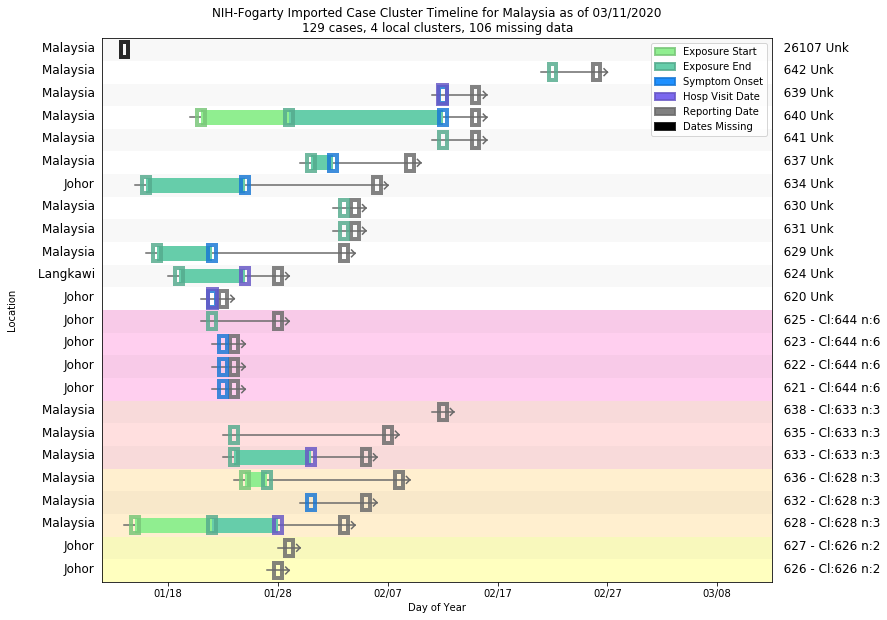 NIH-Fogarty Imported Case Cluster Timeline for Malaysia as of 03/11/2020
129 cases, 4 local clusters, 106 missing data
Malaysia 26107 Unk
Malaysia 642 Unk
Malaysia 639 Unk
Malaysia 640 Unk
Malaysia 641 Unk
Malaysia 637 Unk
Johor 634 Unk
Malaysia 630 Unk
Malaysia 631 Unk
Malaysia 629 Unk
Langkawi 624 Unk
Johor 620 Unk
Johor 625 - Cl:644 n:6
Johor 623 - Cl:644 n:6
Johor 622 - Cl:644 n:6
Johor 621 - Cl:644 n:6
Malaysia 638 - Cl:633 n:3
Malaysia 635 - Cl:633 n:3
Malaysia 633 - Cl:633 n:3
Malaysia 636 - Cl:628 n:3
Malaysia 632 - Cl:628 n:3
Malaysia 628 - Cl:628 n:3
Johor 627 - Cl:626 n:2
Johor 626 - Cl:626 n:2
Exposure Start
Exposure End
Symptom Onset
Hosp Visit Date
Reporting Date
Dates Missing
Location
01/18 01/28 02/07 02/17 02/27 03/08
Day of Year